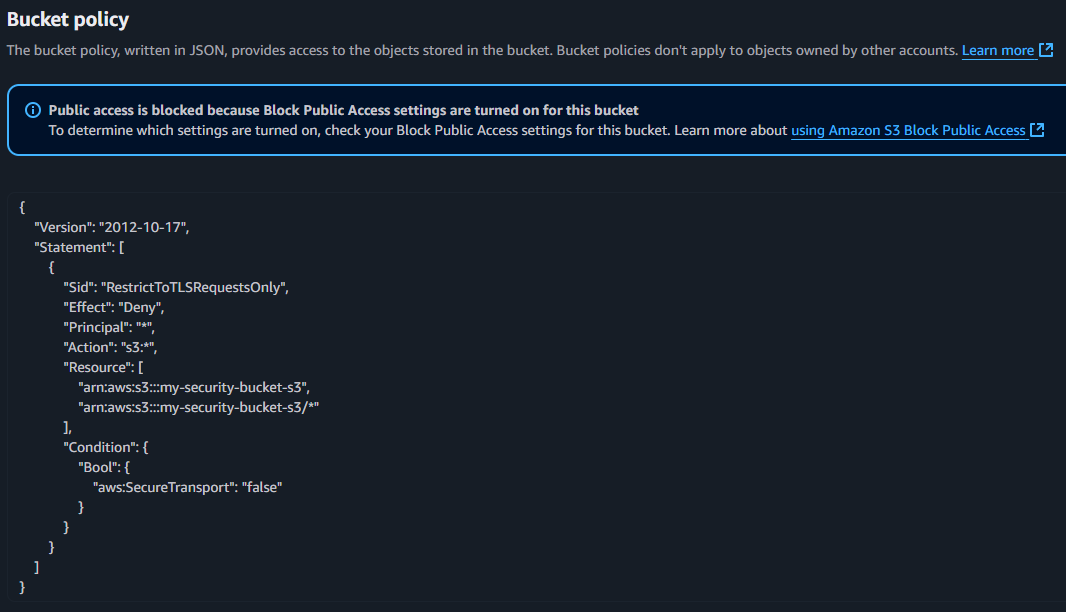 Bucket policy
The bucket policy, written in JSON, provides access to the objects stored in the bucket. Bucket policies don't apply to objects owned by other accounts. Learn more
Public access is blocked because Block Public Access settings are turned on for this bucket
To determine which settings are turned on, check your Block Public Access settings for this bucket. Learn more about using Amazon S3 Block Public Access
{
"Version": "2012-10-17",
"Statement": [
{
"Sid": "RestrictToTLSRequestsOnly",
"Effect": "Deny",
"Principal": "*",
"Action": "s3:*",
"Resource": [
"arn:aws:s3:::my-security-bucket-s3",
"arn:aws:s3:::my-security-bucket-s3/*"
],
"Condition": {
"Bool": {
"aws:SecureTransport": "false"
}
}
}
]
}